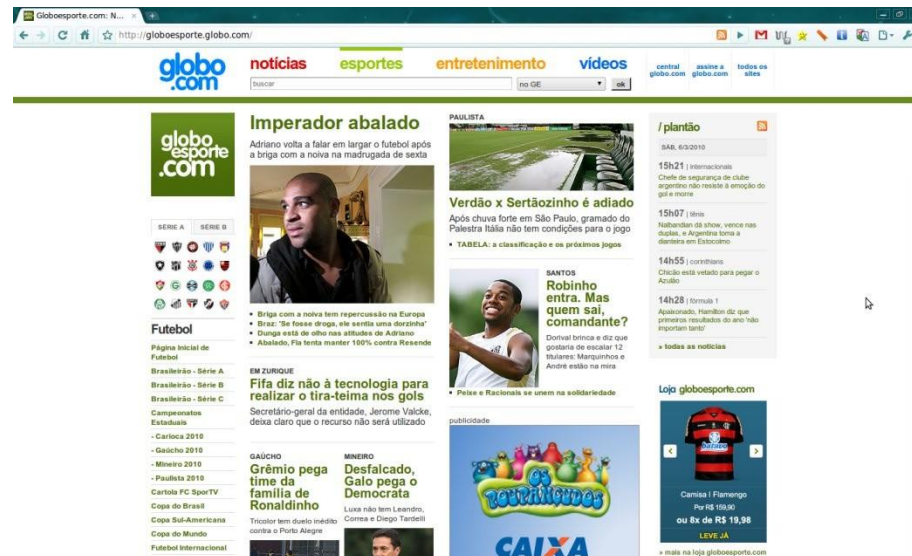 Globoesporte.com: N...
http://globoesporte.globo.com/
globo
.com
notícias
esportes
entretenimento
vídeos
central
globo.com
assine a
globo.com
todos os
sites
buscar
no GE
ok
globo
esporte
.com
SÉRIE A
SÉRIE B
Futebol
Página Inicial de
Futebol
Brasileirão - Série A
Brasileirão - Série B
Brasileirão - Série C
Campeonatos
Estaduais
- Carioca 2010
- Gaúcho 2010
- Mineiro 2010
- Paulista 2010
Cartola FC SporTV
Copa do Brasil
Copa Sul-Americana
Copa do Mundo
Futebol Internacional
Imperador abalado
Adriano volta a falar em largar o futebol após
a briga com a noiva na madrugada de sexta
Briga com a noiva tem repercussão na Europa
Braz: 'Se fosse droga, ele sentia uma dorzinha'
Dunga está de olho nas atitudes de Adriano
Abalado, Fla tenta manter 100% contra Resende
EM ZURIQUE
Fifa diz não à tecnologia para
realizar o tira-teima nos gols
Secretário-geral da entidade, Jerome Valcke,
deixa claro que o recurso não será utilizado
GAÚCHO
Grêmio pega
time da
família de
Ronaldinho
Tricolor tem duelo inédito
contra o Porto Alegre
MINEIRO
Desfalcado,
Galo pega o
Democrata
Luxa não tem Leandro,
Correa e Diego Tardelli
PAULISTA
Verdão x Sertãozinho é adiado
Após chuva forte em São Paulo, gramado do
Palestra Itália não tem condições para o jogo
TABELA: a classificação e os próximos jogos
SANTOS
Robinho
entra. Mas
quem sai,
comandante?
Dorival brinca e diz que
gostaria de escalar 12
titulares: Marquinhos e
André estão na mira
Peixe e Racionais se unem na solidariedade
publicidade
OS
POUPANÇUDOS
CAIXA
/ plantão
SÁB, 6/3/2010
15h21 | internacionais
Chefe de segurança de clube
argentino não resiste à emoção do
gol e morre
15h07 | tênis
Nalbandian dá show, vence nas
duplas, e Argentina toma a
dianteira em Estocolmo
14h55 | corinthians
Chicão está vetado para pegar o
Azulão
14h28 | fórmula 1
Apaixonado, Hamilton diz que
primeiros resultados do ano 'não
importam tanto'
» todas as notícias
Loja globoesporte.com
Camisa I Flamengo
Por R$ 159,90
ou 8x de R$ 19,98
LEVE JÁ
» mais na loja globoesporte.com